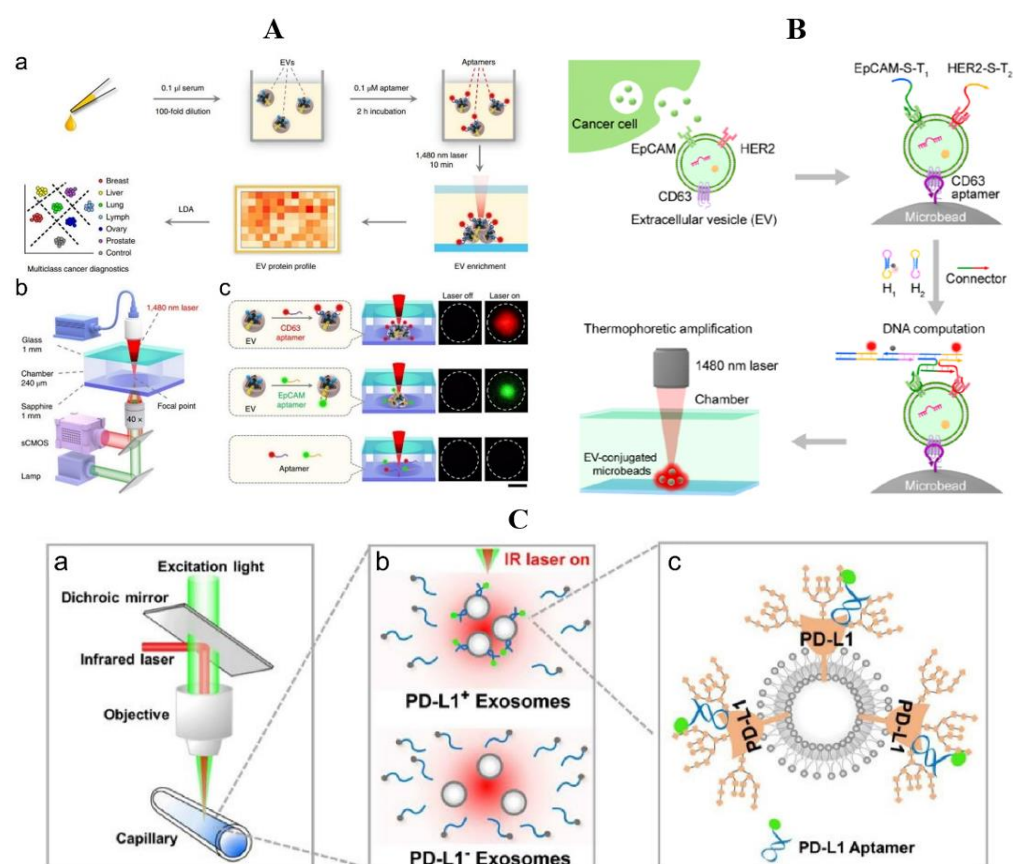 A
a
EVs
Aptamers
0.1 µl serum
100-fold dilution
0.1 µM aptamer
2 h incubation
1,480 nm laser
10 min
Breast
Liver
Lung
Lymph
Ovary
Prostate
Control
LDA
Multiclass cancer diagnostics
EV protein profile
EV enrichment
b
1,480 nm laser
Glass
1 mm
Chamber
240 µm
Sapphire
1 mm
Focal point
40 ×
sCMOS
Lamp
c
Laser off
Laser on
EV
CD63
aptamer
EV
EpCAM
aptamer
Aptamer
B
EpCAM-S-T1
HER2-S-T2
Cancer cell
EpCAM
HER2
CD63
Extracellular vesicle (EV)
CD63
aptamer
Microbead
H1
H2
Connector
DNA computation
Thermophoretic amplification
1480 nm laser
Chamber
EV-conjugated
microbeads
Microbead
C
a
Excitation light
Dichroic mirror
Infrared laser
Objective
Capillary
b
IR laser on
PD-L1+ Exosomes
PD-L1- Exosomes
c
PD-L1
PD-L1
PD-L1
PD-L1 Aptamer